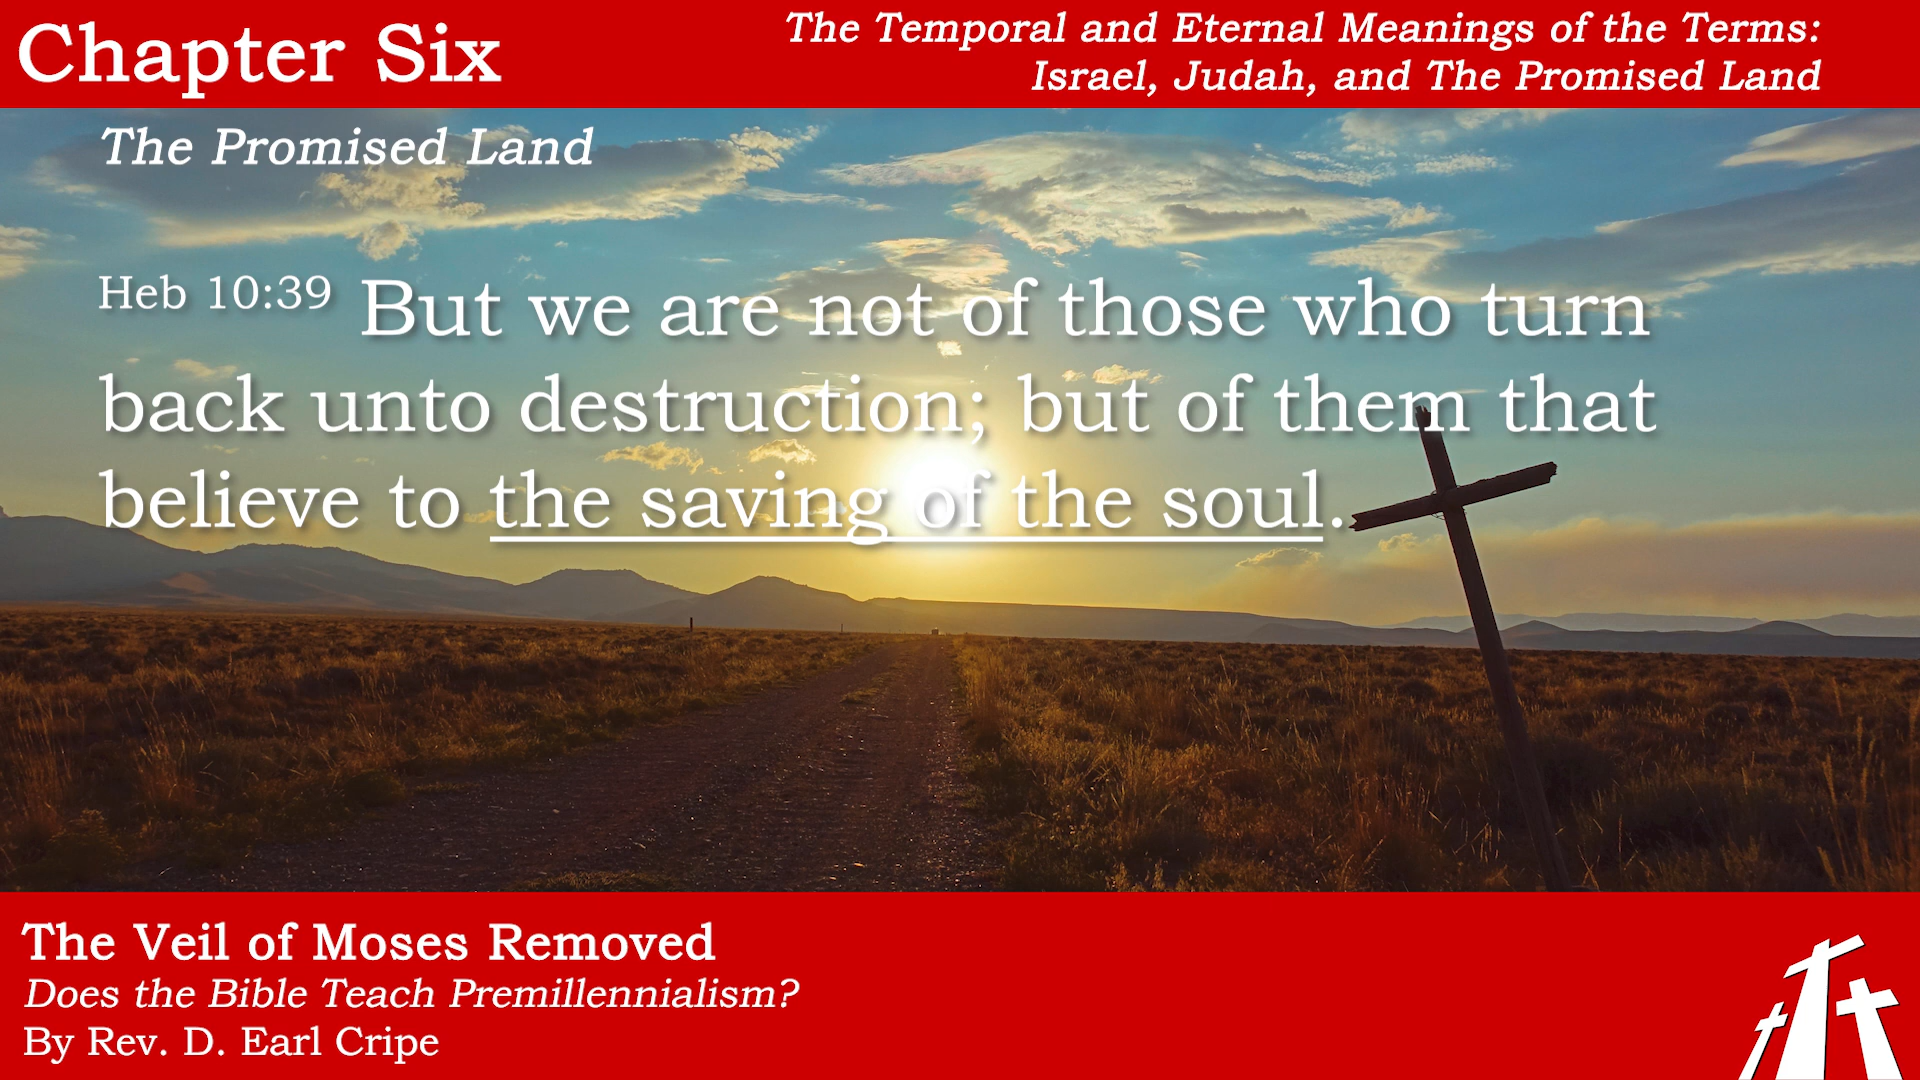 Chapter Six
The Temporal and Eternal Meanings of the Terms:
Israel, Judah, and The Promised Land
The Promised Land
Heb 10:39 But we are not of those who turn
back unto destruction; but of them that
believe to the saving of the soul.
The Veil of Moses Removed
Does the Bible Teach Premillennialism?
By Rev. D. Earl Cripe